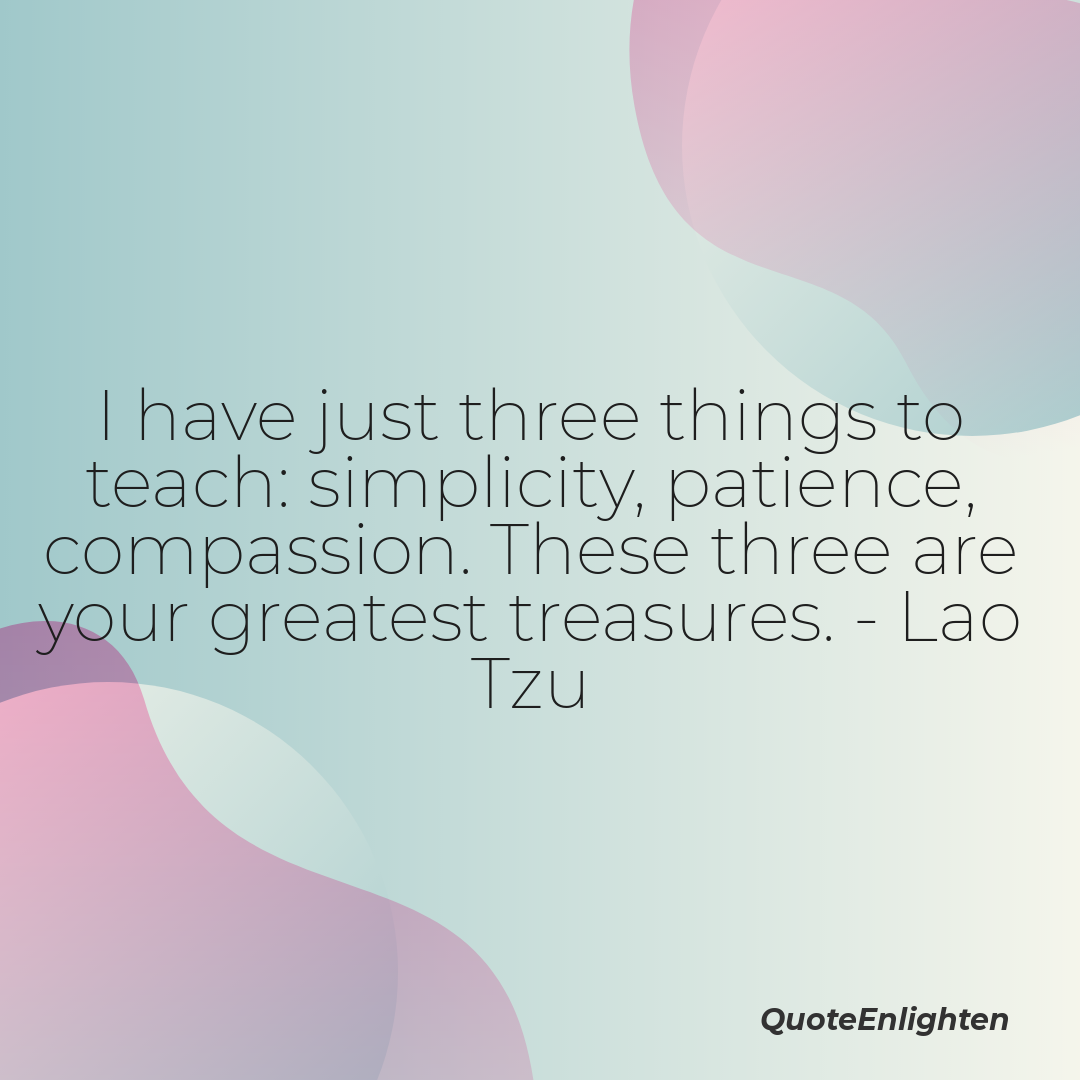 I have just three things to
teach: simplicity, patience,
compassion. These three are
your greatest treasures. - Lao
Tzu
QuoteEnlighten